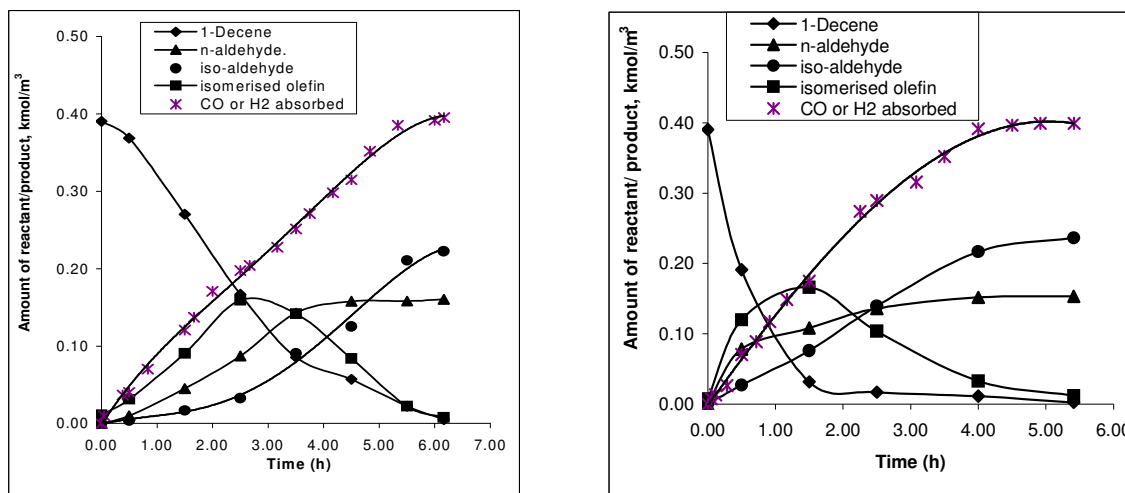 1-Decene
n-aldehyde.
iso-aldehyde
isomerised olefin
CO or H2 absorbed
Amount of reactant/product, kmol/m³
0.50
0.40
0.30
0.20
0.10
0.00
0.00 1.00 2.00 3.00 4.00 5.00 6.00 7.00
Time (h)
1-Decene
n-aldehyde
iso-aldehyde
isomerised olefin
CO or H2 absorbed
Amount of reactant/ product, kmol/m³
0.50
0.40
0.30
0.20
0.10
0.00
0.00 1.00 2.00 3.00 4.00 5.00 6.00
Time (h)